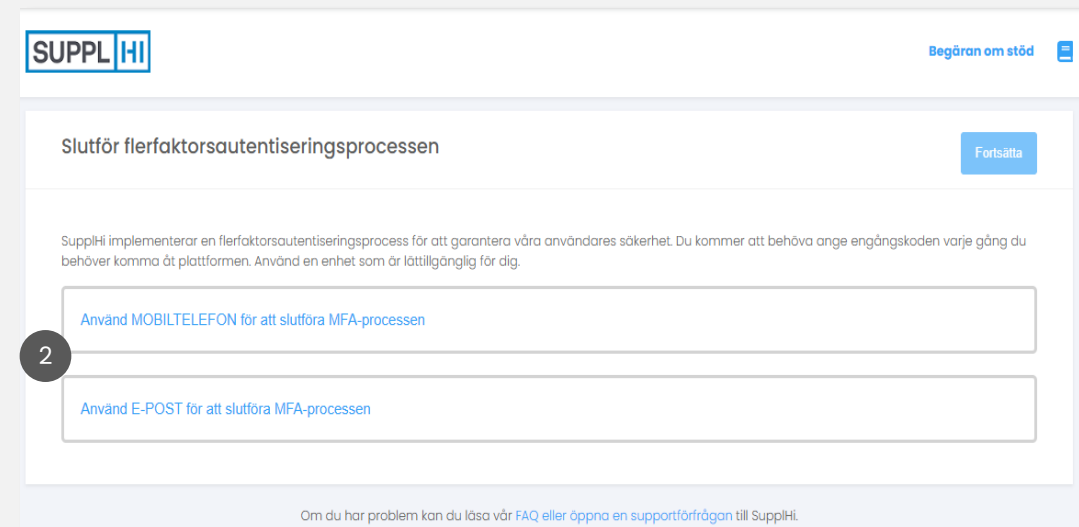 SUPPLHI
Begäran om stöd
Slutför flerfaktorsautentiseringsprocessen
Fortsätta
SupplHi implementerar en flerfaktorsautentiseringsprocess för att garantera våra användares säkerhet. Du kommer att behöva ange engångskoden varje gång du
behöver komma åt plattformen. Använd en enhet som är lättillgänglig för dig.
Använd MOBILTELEFON för att slutföra MFA-processen
2
Använd E-POST för att slutföra MFA-processen
Om du har problem kan du läsa vår FAQ eller öppna en supportförfrågan till SupplHi.